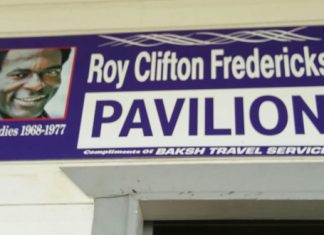 Roy Clifton Fredericks
PAVILION
dies 1968-1977
Compliments Of BAKSH TRAVEL SERVICE